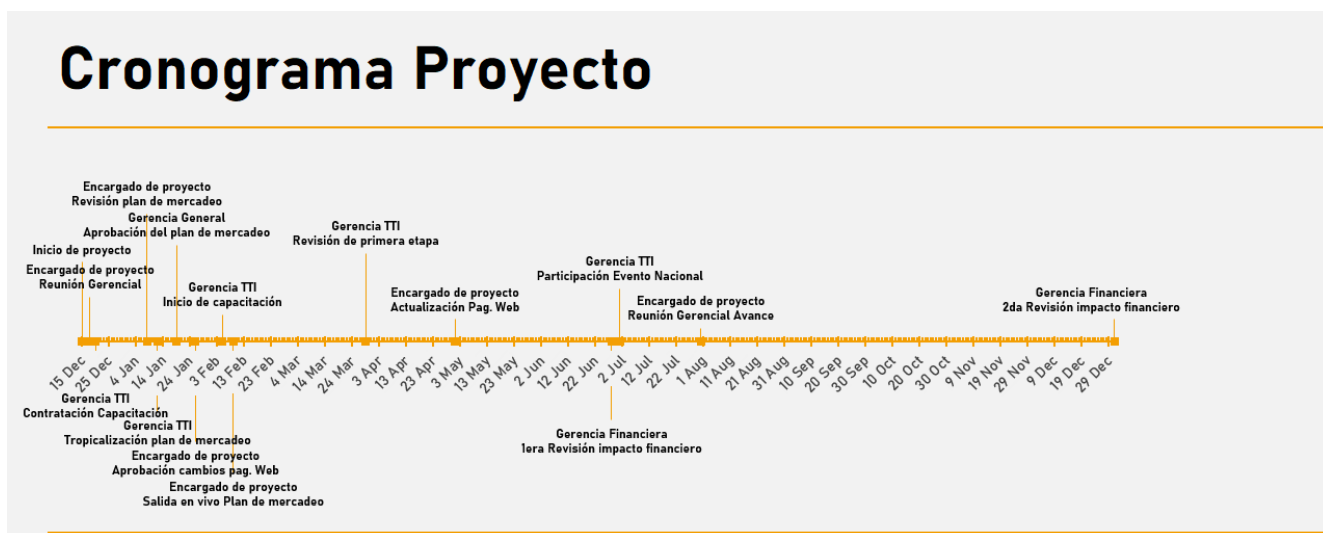 Cronograma Proyecto
Encargado de proyecto
Revisión plan de mercadeo
Gerencia General
Aprobación del plan de mercadeo
Inicio de proyecto
Encargado de proyecto
Reunión Gerencial
Gerencia TTI
Inicio de capacitación
Gerencia TTI
Revisión de primera etapa
Encargado de proyecto
Actualización Pag. Web
Gerencia TTI
Participación Evento Nacional
Encargado de proyecto
Reunión Gerencial Avance
Gerencia Financiera
2da Revisión impacto financiero
15 Dec
25 Dec
4 Jan
14 Jan
24 Jan
3 Feb
13 Feb
23 Feb
4 Mar
14 Mar
24 Mar
3 Apr
13 Apr
23 Apr
3 May
13 May
23 May
2 Jun
12 Jun
22 Jun
2 Jul
12 Jul
22 Jul
1 Aug
11 Aug
21 Aug
31 Aug
10 Sep
20 Sep
30 Sep
10 Oct
20 Oct
30 Oct
9 Nov
19 Nov
29 Nov
9 Dec
19 Dec
29 Dec
Gerencia TTI
Contratación Capacitación
Gerencia TTI
Tropicalización plan de mercadeo
Encargado de proyecto
Aprobación cambios pag. Web
Encargado de proyecto
Salida en vivo Plan de mercadeo
Gerencia Financiera
1era Revisión impacto financiero